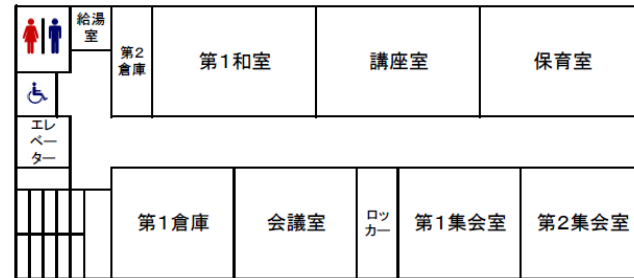 給湯
室
第2
倉庫
第1和室
講座室
保育室
エレ
ベー
ター
第1倉庫
会議室
ロッ
カー
第1集会室
第2集会室